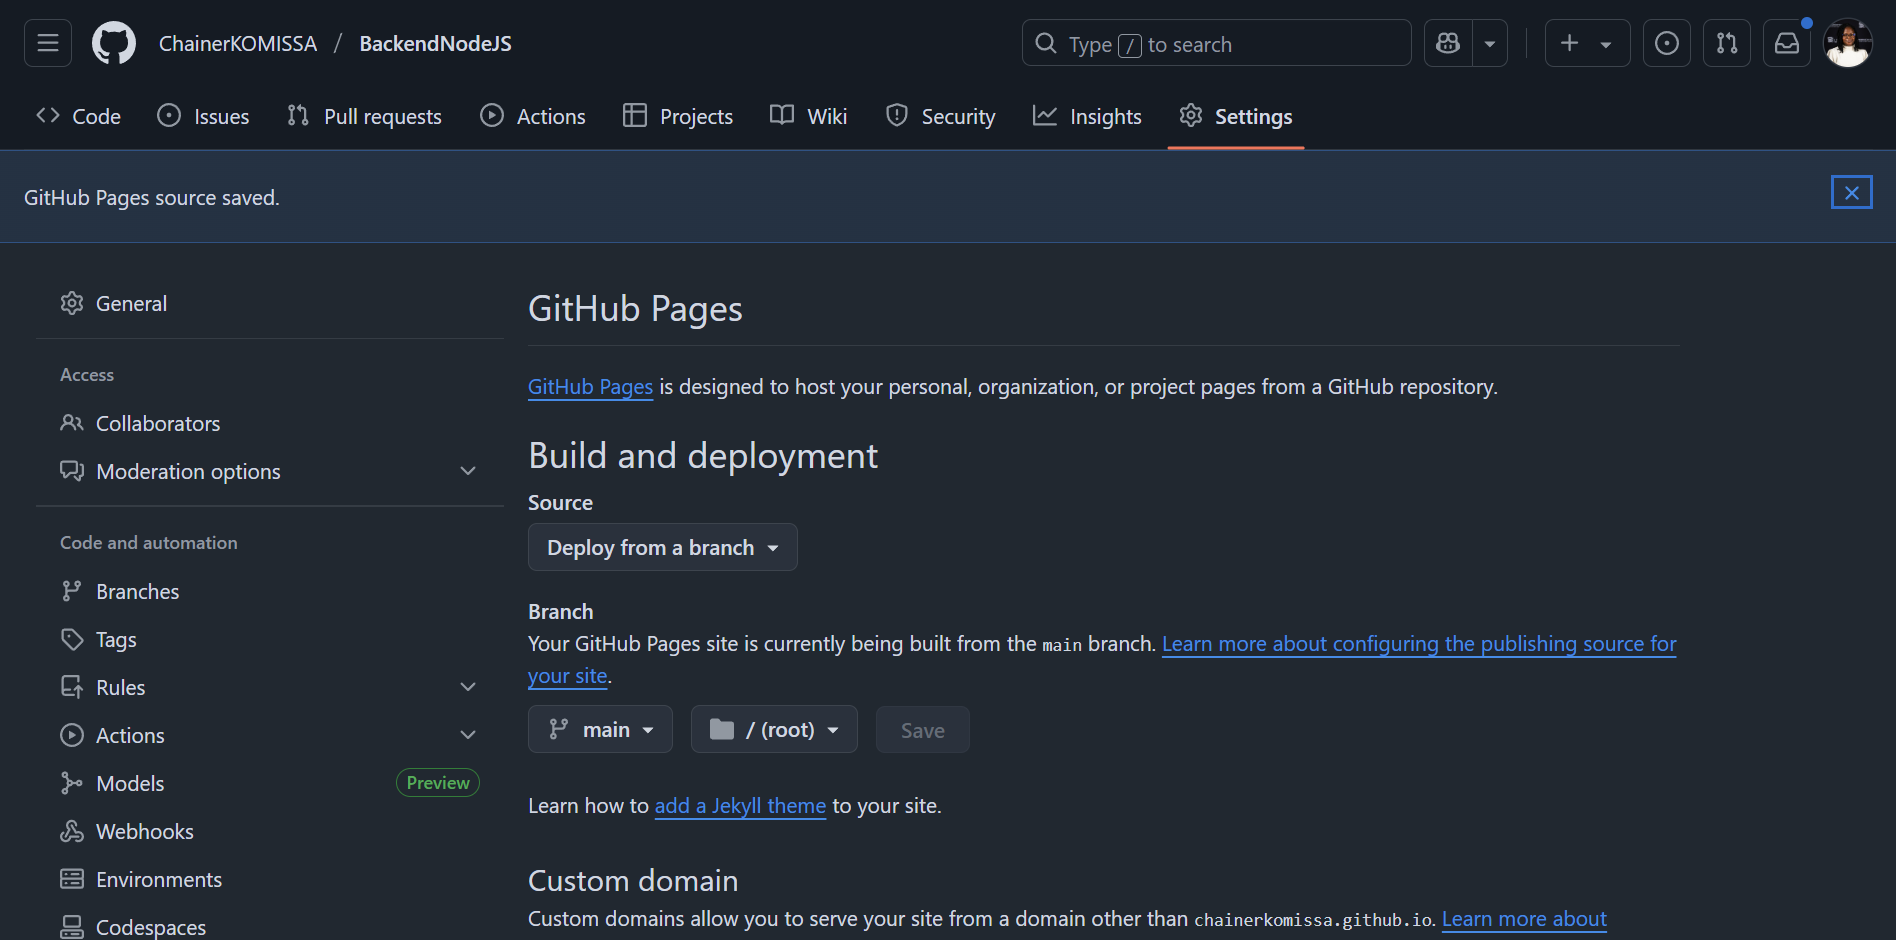 ChainerKOMISSA / BackendNodeJS
Type / to search
Code Issues Pull requests Actions Projects Wiki Security Insights Settings
GitHub Pages source saved.
General
Access
Collaborators
Moderation options
Code and automation
Branches
Tags
Rules
Actions
Models Preview
Webhooks
Environments
Codespaces
GitHub Pages
GitHub Pages is designed to host your personal, organization, or project pages from a GitHub repository.
Build and deployment
Source
Deploy from a branch
Branch
Your GitHub Pages site is currently being built from the main branch. Learn more about configuring the publishing source for
your site.
main / (root) Save
Learn how to add a Jekyll theme to your site.
Custom domain
Custom domains allow you to serve your site from a domain other than chainerkomissa.github.io. Learn more about